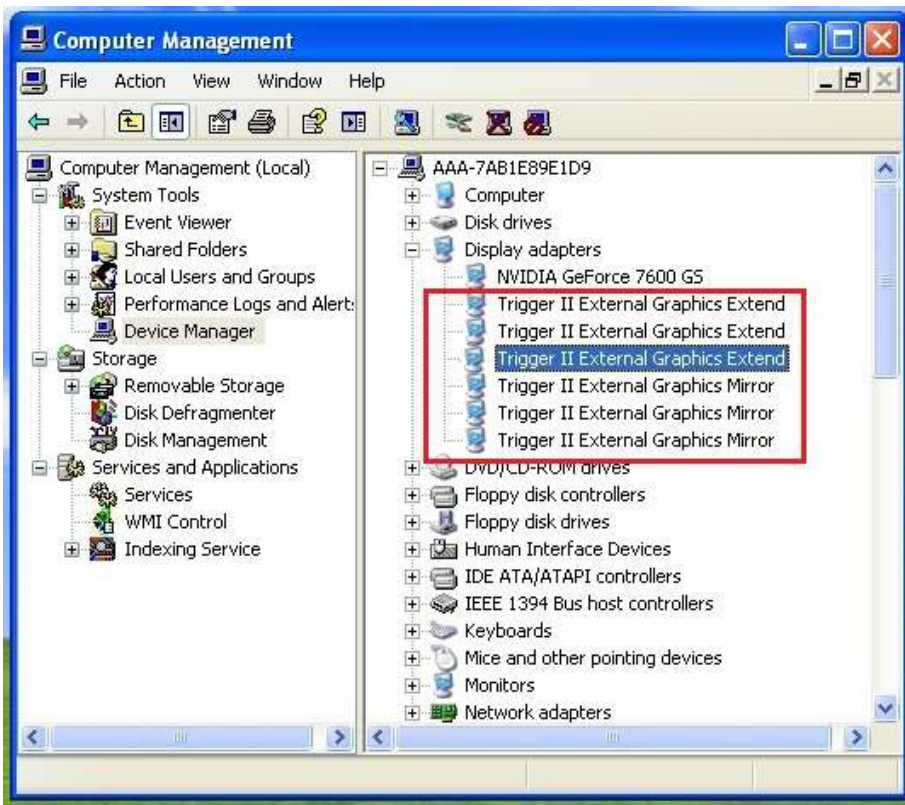 Computer Management
File Action View Window Help
Computer Management (Local)
System Tools
Event Viewer
Shared Folders
Local Users and Groups
Performance Logs and Alert:
Device Manager
Storage
Removable Storage
Disk Defragmenter
Disk Management
Services and Applications
Services
WMI Control
Indexing Service
AAA-7AB1E89E1D9
Computer
Disk drives
Display adapters
NVIDIA GeForce 7600 GS
Trigger II External Graphics Extend
Trigger II External Graphics Extend
Trigger II External Graphics Extend
Trigger II External Graphics Mirror
Trigger II External Graphics Mirror
Trigger II External Graphics Mirror
DVD/CD-ROM drives
Floppy disk controllers
Floppy disk drives
Human Interface Devices
IDE ATA/ATAPI controllers
IEEE 1394 Bus host controllers
Keyboards
Mice and other pointing devices
Monitors
Network adapters